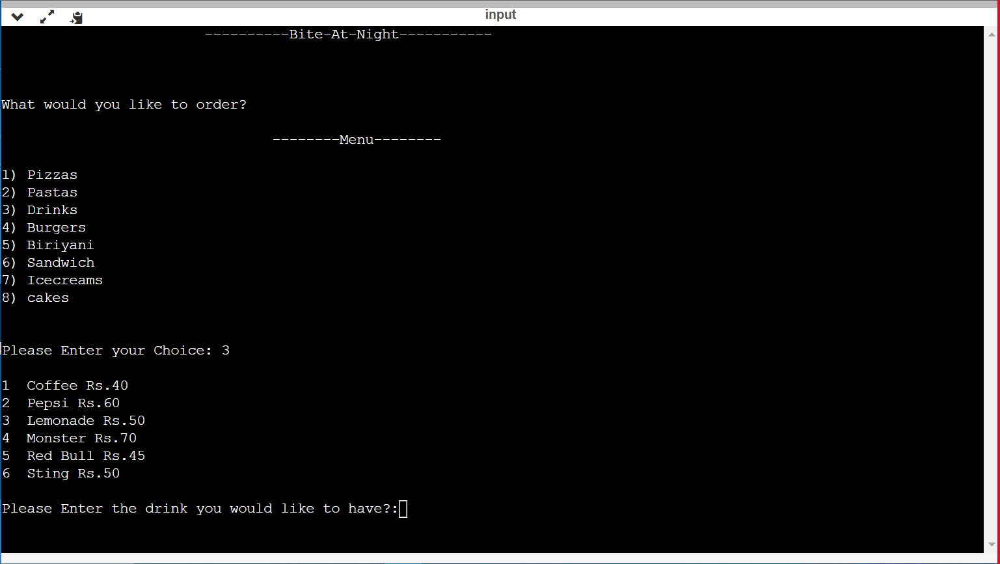 input
----------Bite-At-Night-----------
What would you like to order?
--------Menu--------
1) Pizzas
2) Pastas
3) Drinks
4) Burgers
5) Biriyani
6) Sandwich
7) Icecreams
8) cakes
Please Enter your Choice: 3
1  Coffee Rs.40
2  Pepsi Rs.60
3  Lemonade Rs.50
4  Monster Rs.70
5  Red Bull Rs.45
6  Sting Rs.50
Please Enter the drink you would like to have?: